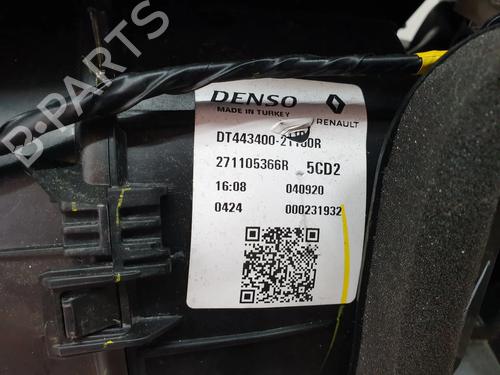 B-PARTS
DENSO
MADE IN TURKEY
RENAULT
271105366R 5CD2
16:08 040920
0424 000231932